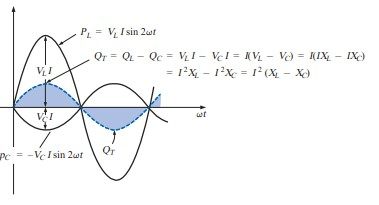 P_L = V_L I sin 2ωt
Q_T = Q_L − Q_C = V_L I − V_C I = I(V_L − V_C) = I(IX_L − IX_C)
= I²X_L − I²X_C = I² (X_L − X_C)
V_L I
0
ωt
V_C I
Q_T
p_C = −V_C I sin 2ωt